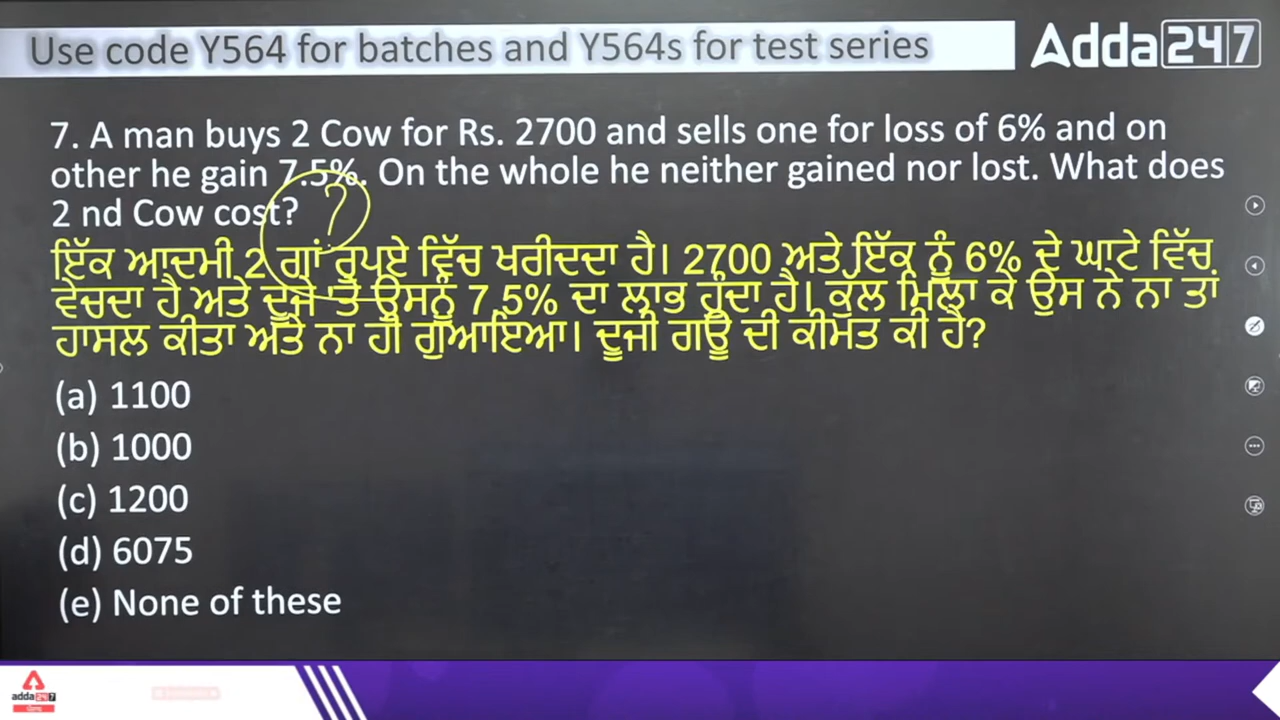 Use code Y564 for batches and Y564s for test series
Adda247
7. A man buys 2 Cow for Rs. 2700 and sells one for loss of 6% and on
other he gain 7.5%. On the whole he neither gained nor lost. What does
2 nd Cow cost?
?
ਇੱਕ ਆਦਮੀ 2 ਗਾਂ ਰੁਪਏ ਵਿੱਚ ਖਰੀਦਦਾ ਹੈ। 2700 ਅਤੇ ਇੱਕ ਨੂੰ 6% ਦੇ ਘਾਟੇ ਵਿੱਚ
ਵੇਚਦਾ ਹੈ ਅਤੇ ਦੂਜੇ 'ਤੇ ਉਸਨੂੰ 7.5% ਦਾ ਲਾਭ ਹੁੰਦਾ ਹੈ। ਕੁੱਲ ਮਿਲਾ ਕੇ ਉਸ ਨੇ ਨਾ ਤਾਂ
ਹਾਸਲ ਕੀਤਾ ਅਤੇ ਨਾ ਹੀ ਗੁਆਇਆ। ਦੂਜੀ ਗਊ ਦੀ ਕੀਮਤ ਕੀ ਹੈ?
(a) 1100
(b) 1000
(c) 1200
(d) 6075
(e) None of these
adda247